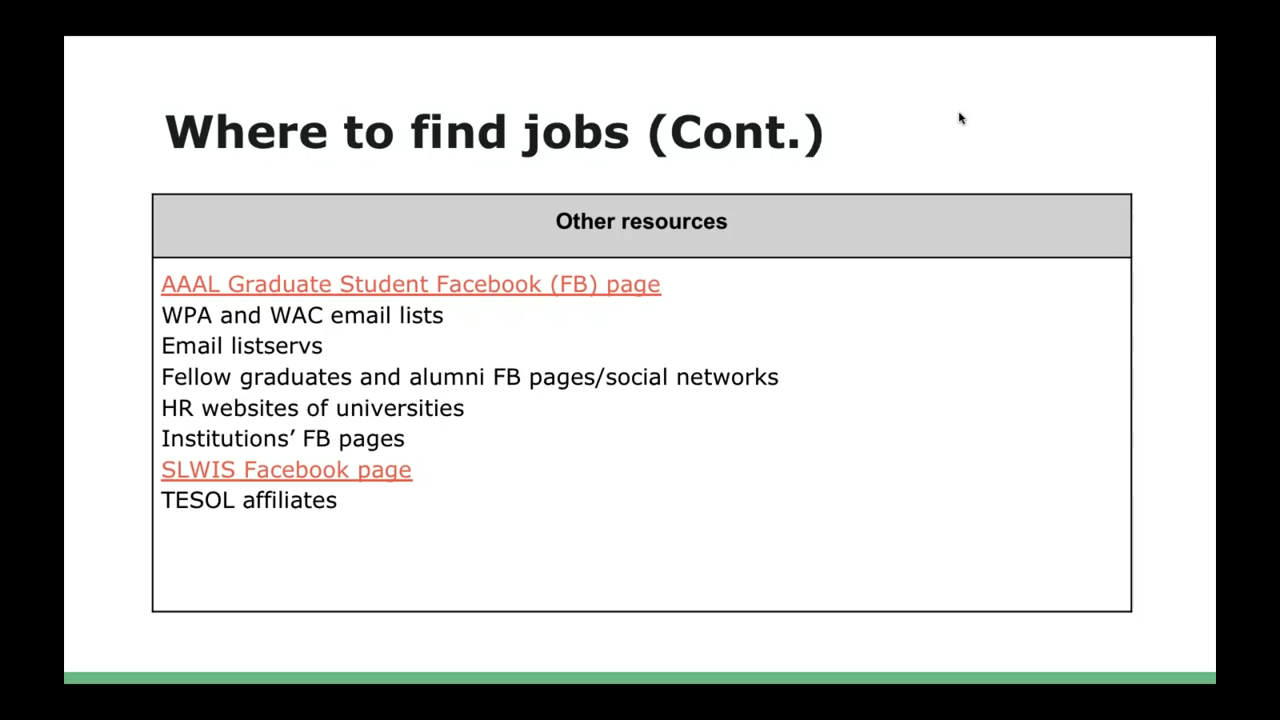 Where to find jobs (Cont.)
Other resources
AAAL Graduate Student Facebook (FB) page
WPA and WAC email lists
Email listservs
Fellow graduates and alumni FB pages/social networks
HR websites of universities
Institutions’ FB pages
SLWIS Facebook page
TESOL affiliates